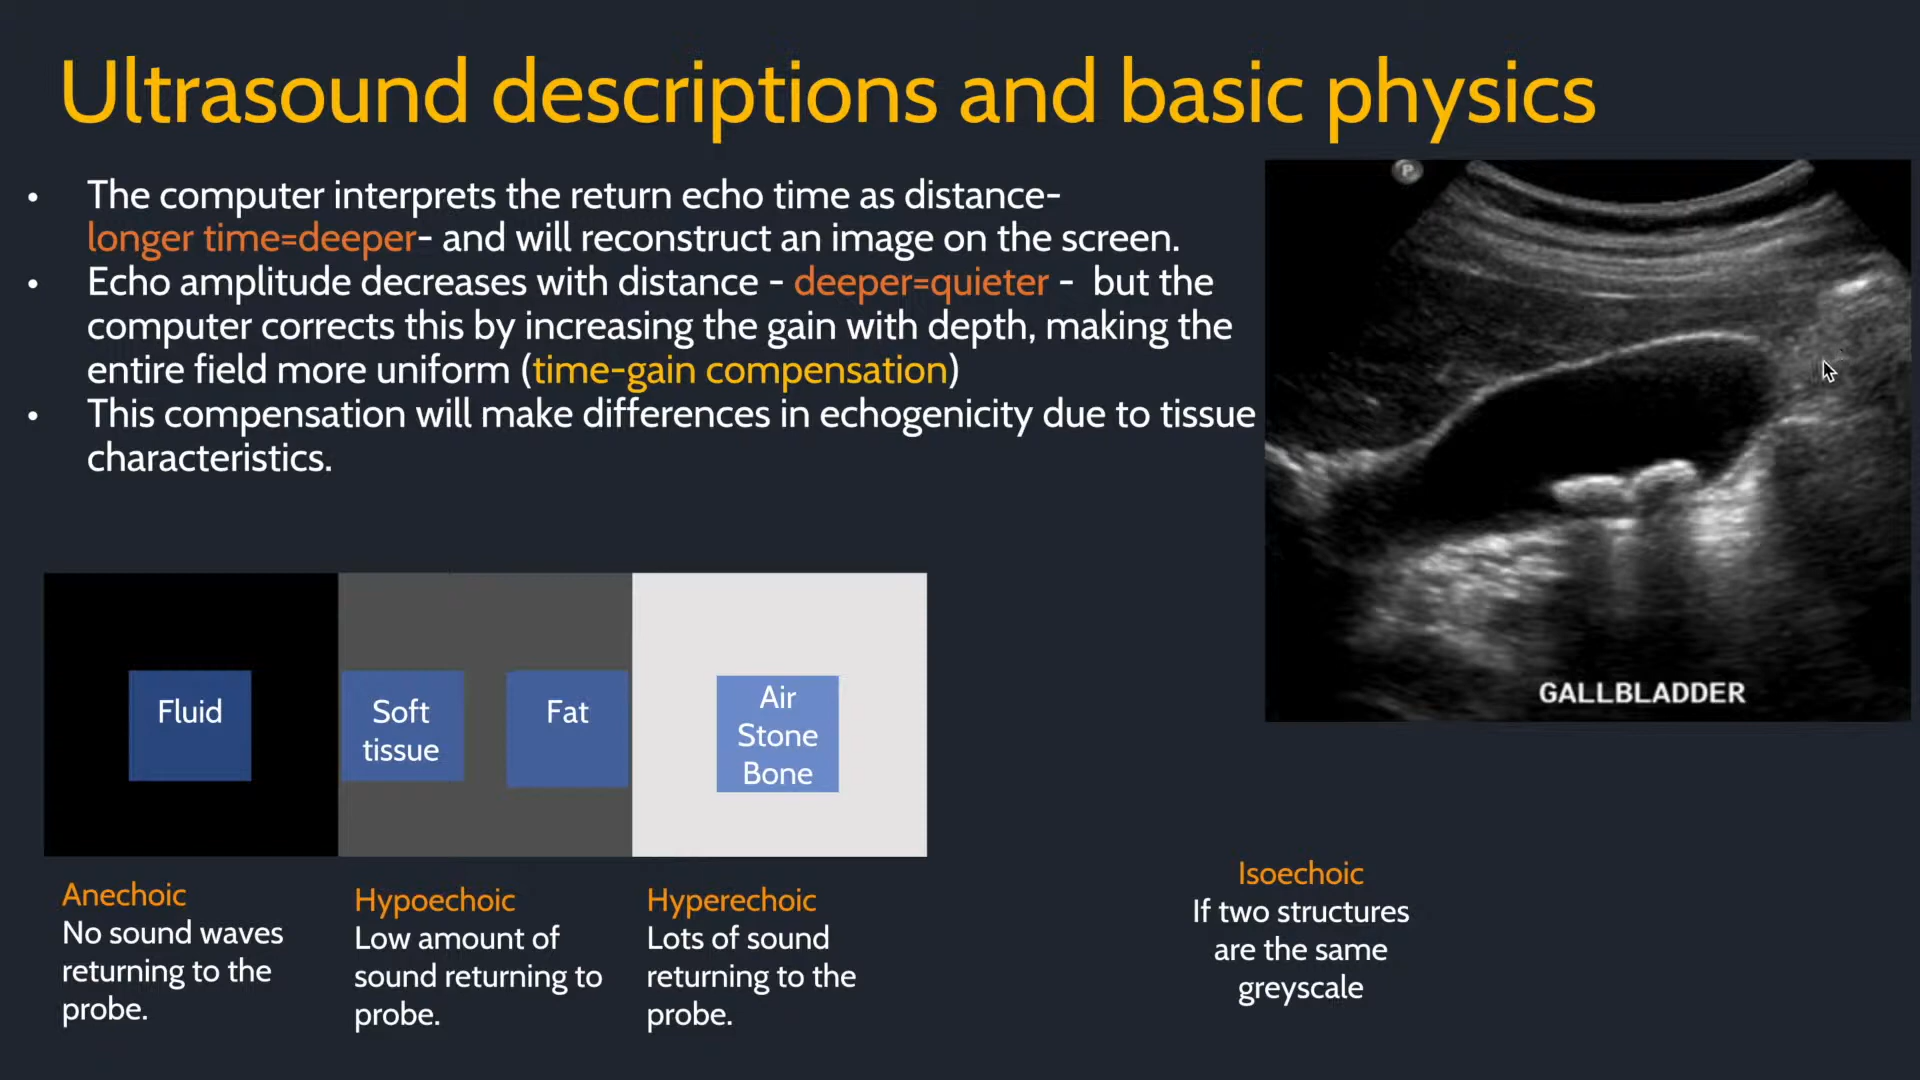 Ultrasound descriptions and basic physics
• The computer interprets the return echo time as distance-
longer time=deeper- and will reconstruct an image on the screen.
• Echo amplitude decreases with distance - deeper=quieter - but the
computer corrects this by increasing the gain with depth, making the
entire field more uniform (time-gain compensation)
• This compensation will make differences in echogenicity due to tissue
characteristics.
P
GALLBLADDER
Fluid
Soft
tissue
Fat
Air
Stone
Bone
Anechoic
No sound waves
returning to the
probe.
Hypoechoic
Low amount of
sound returning to
probe.
Hyperechoic
Lots of sound
returning to the
probe.
Isoechoic
If two structures
are the same
greyscale